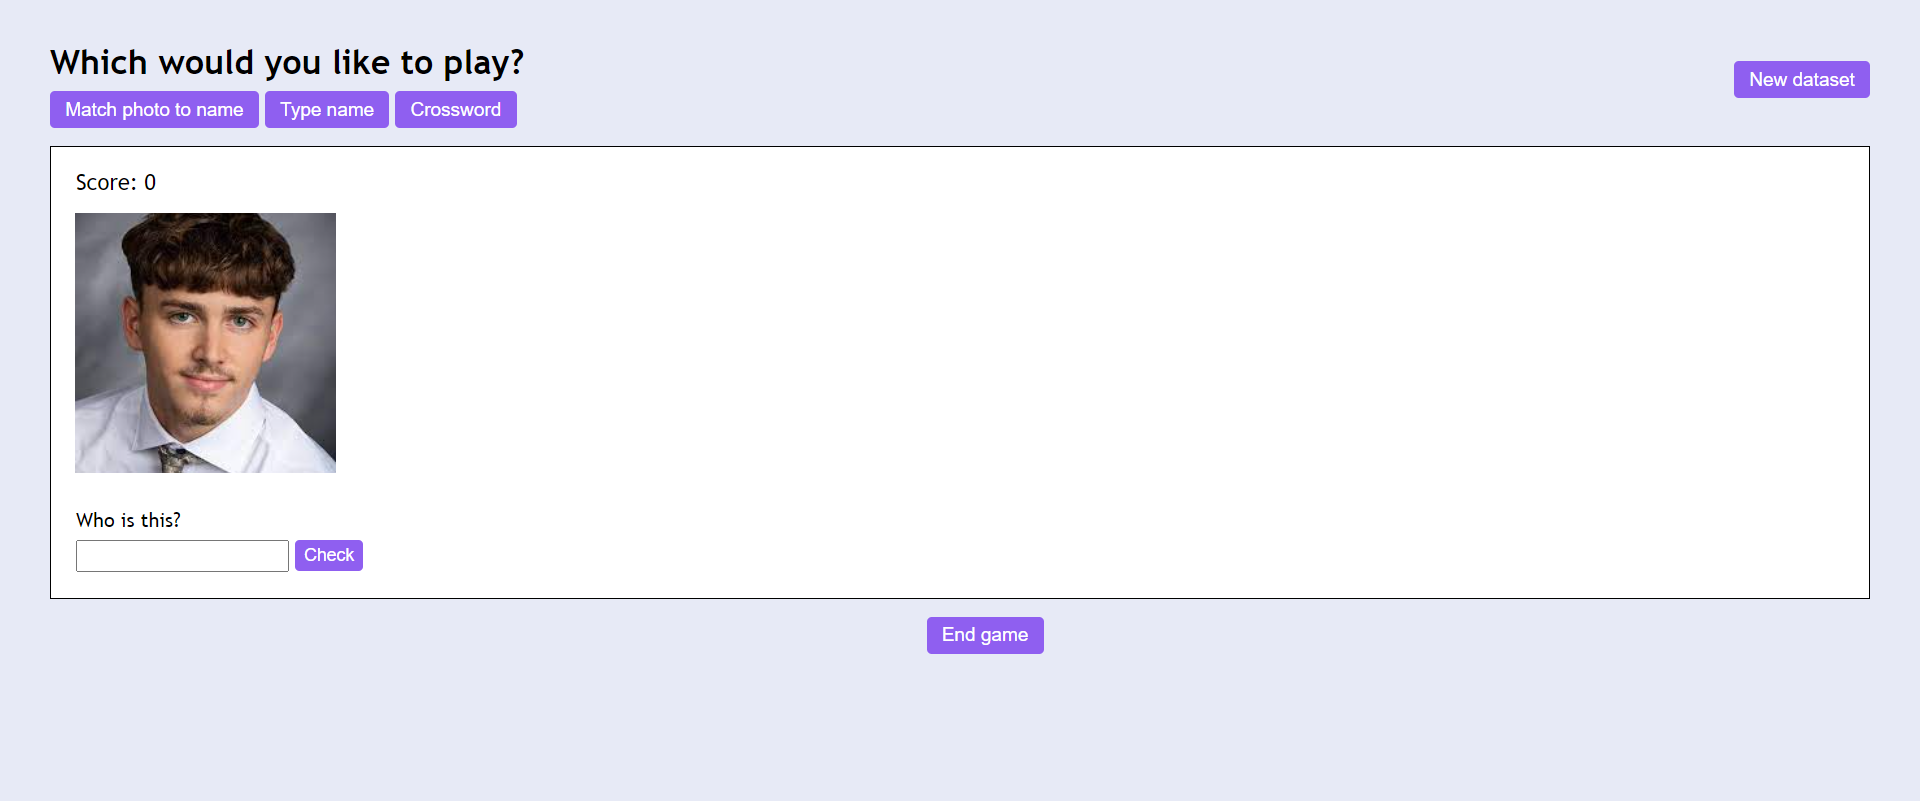 Which would you like to play?
New dataset
Match photo to name
Type name
Crossword
Score: 0
Who is this?
Check
End game